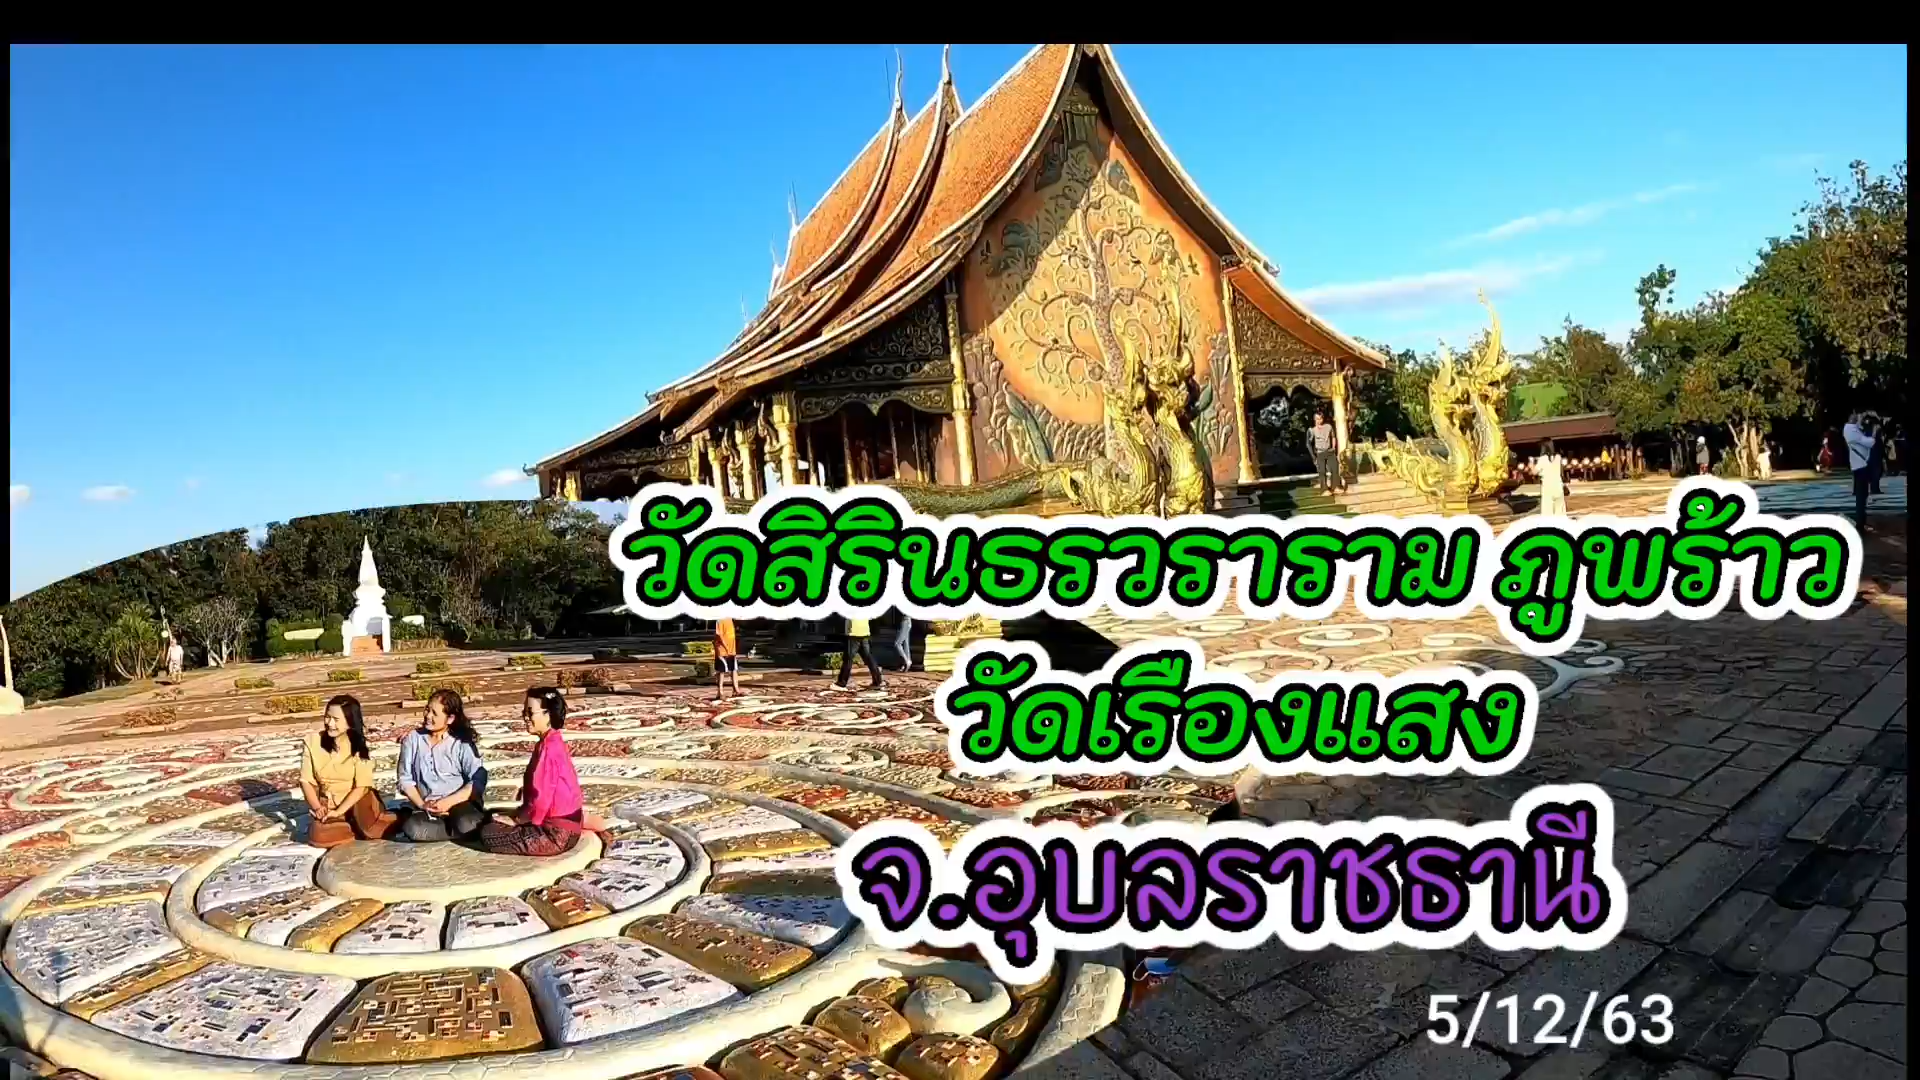 วัดสิรินธรวราราม ภูพร้าว
วัดเรืองแสง
จ.อุบลราชธานี
5/12/63